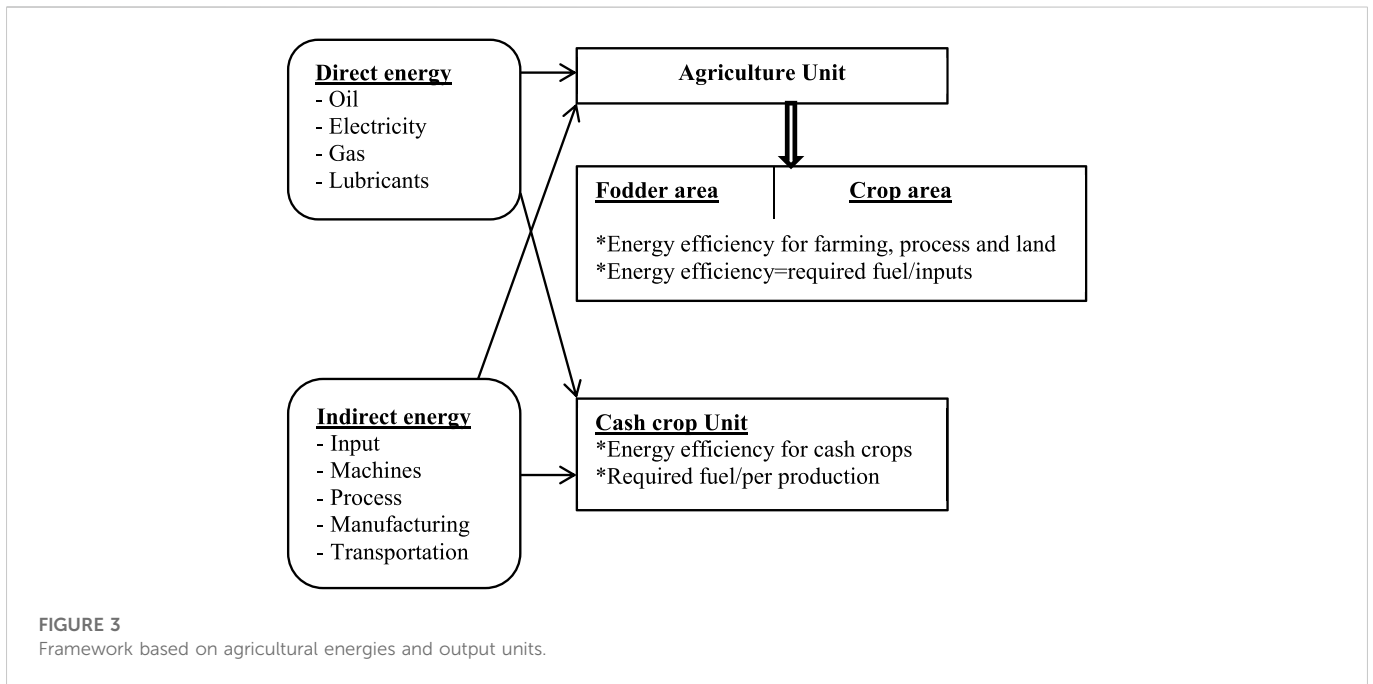 Direct energy
- Oil
- Electricity
- Gas
- Lubricants
Agriculture Unit
Fodder area
Crop area
*Energy efficiency for farming, process and land
*Energy efficiency=required fuel/inputs
Indirect energy
- Input
- Machines
- Process
- Manufacturing
- Transportation
Cash crop Unit
*Energy efficiency for cash crops
*Required fuel/per production
FIGURE 3
Framework based on agricultural energies and output units.